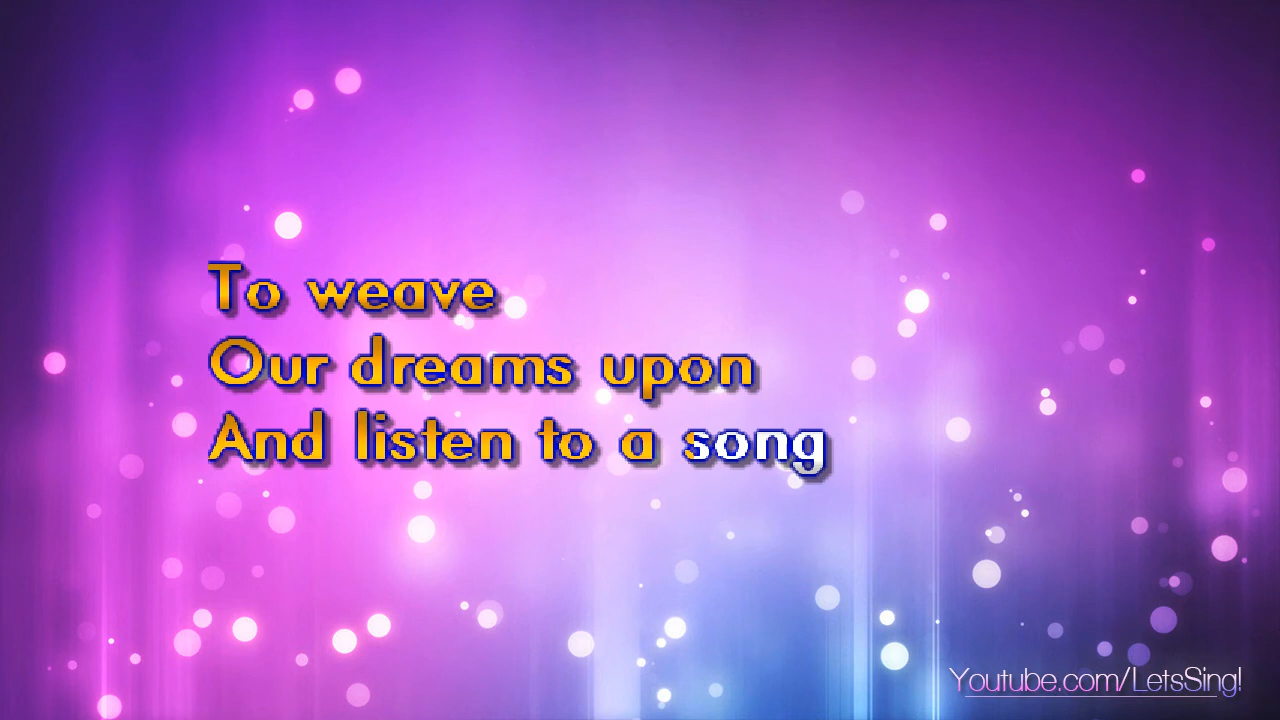 To weave
Our dreams upon
And listen to a song
Youtube.com/LetsSing!